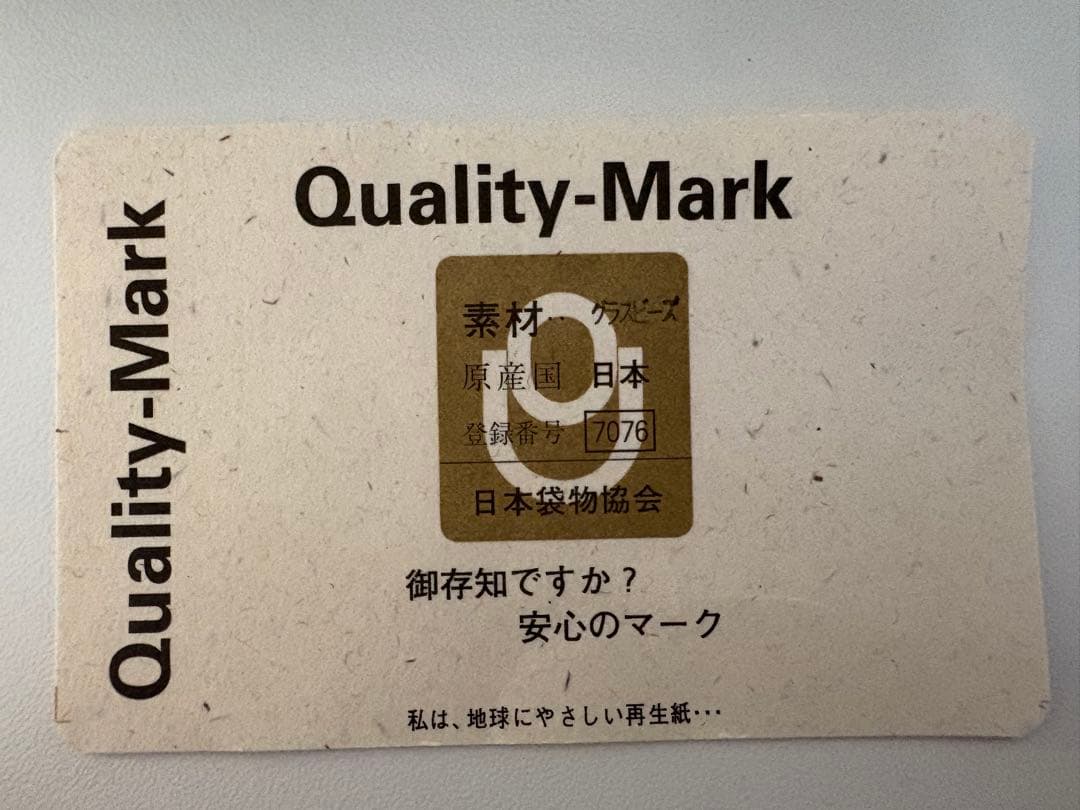 Quality-Mark
Quality-Mark
素材‥ グラスビーズ
原産国 日本
登録番号 7076
日本袋物協会
御存知ですか?
安心のマーク
私は、地球にやさしい再生紙…